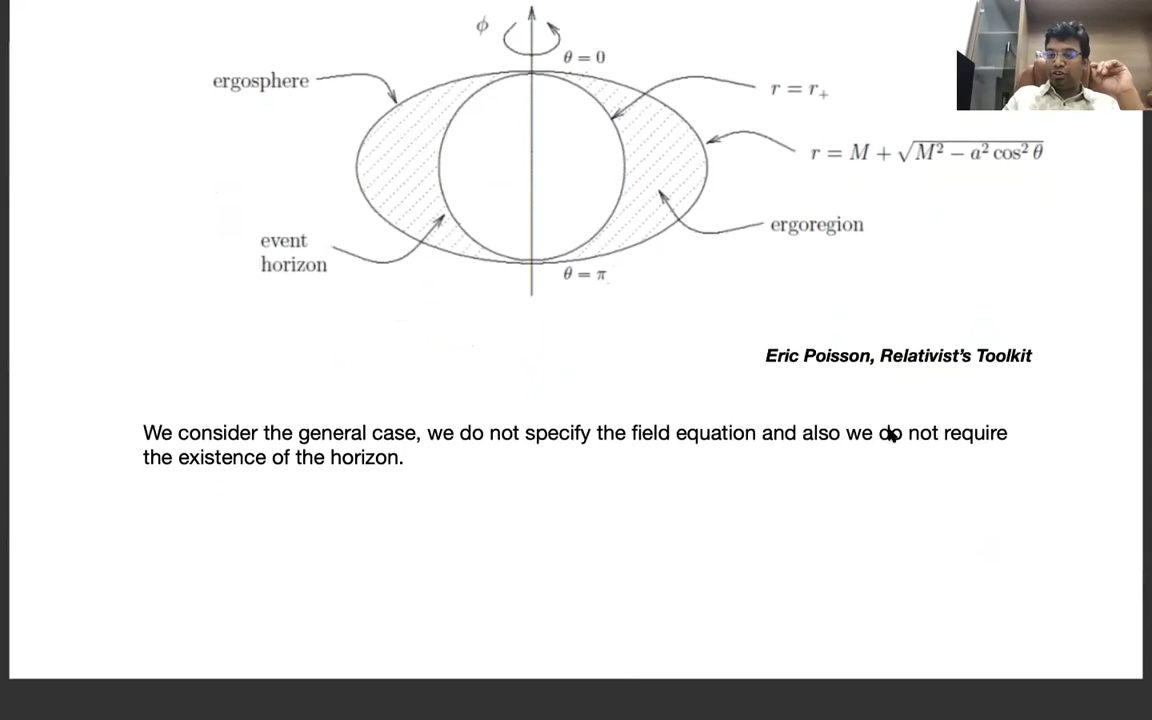 ϕ
θ = 0
ergosphere
r = r₊
r = M + √M² − a² cos² θ
ergoregion
event
horizon
θ = π
Eric Poisson, Relativist's Toolkit
We consider the general case, we do not specify the field equation and also we do not require
the existence of the horizon.